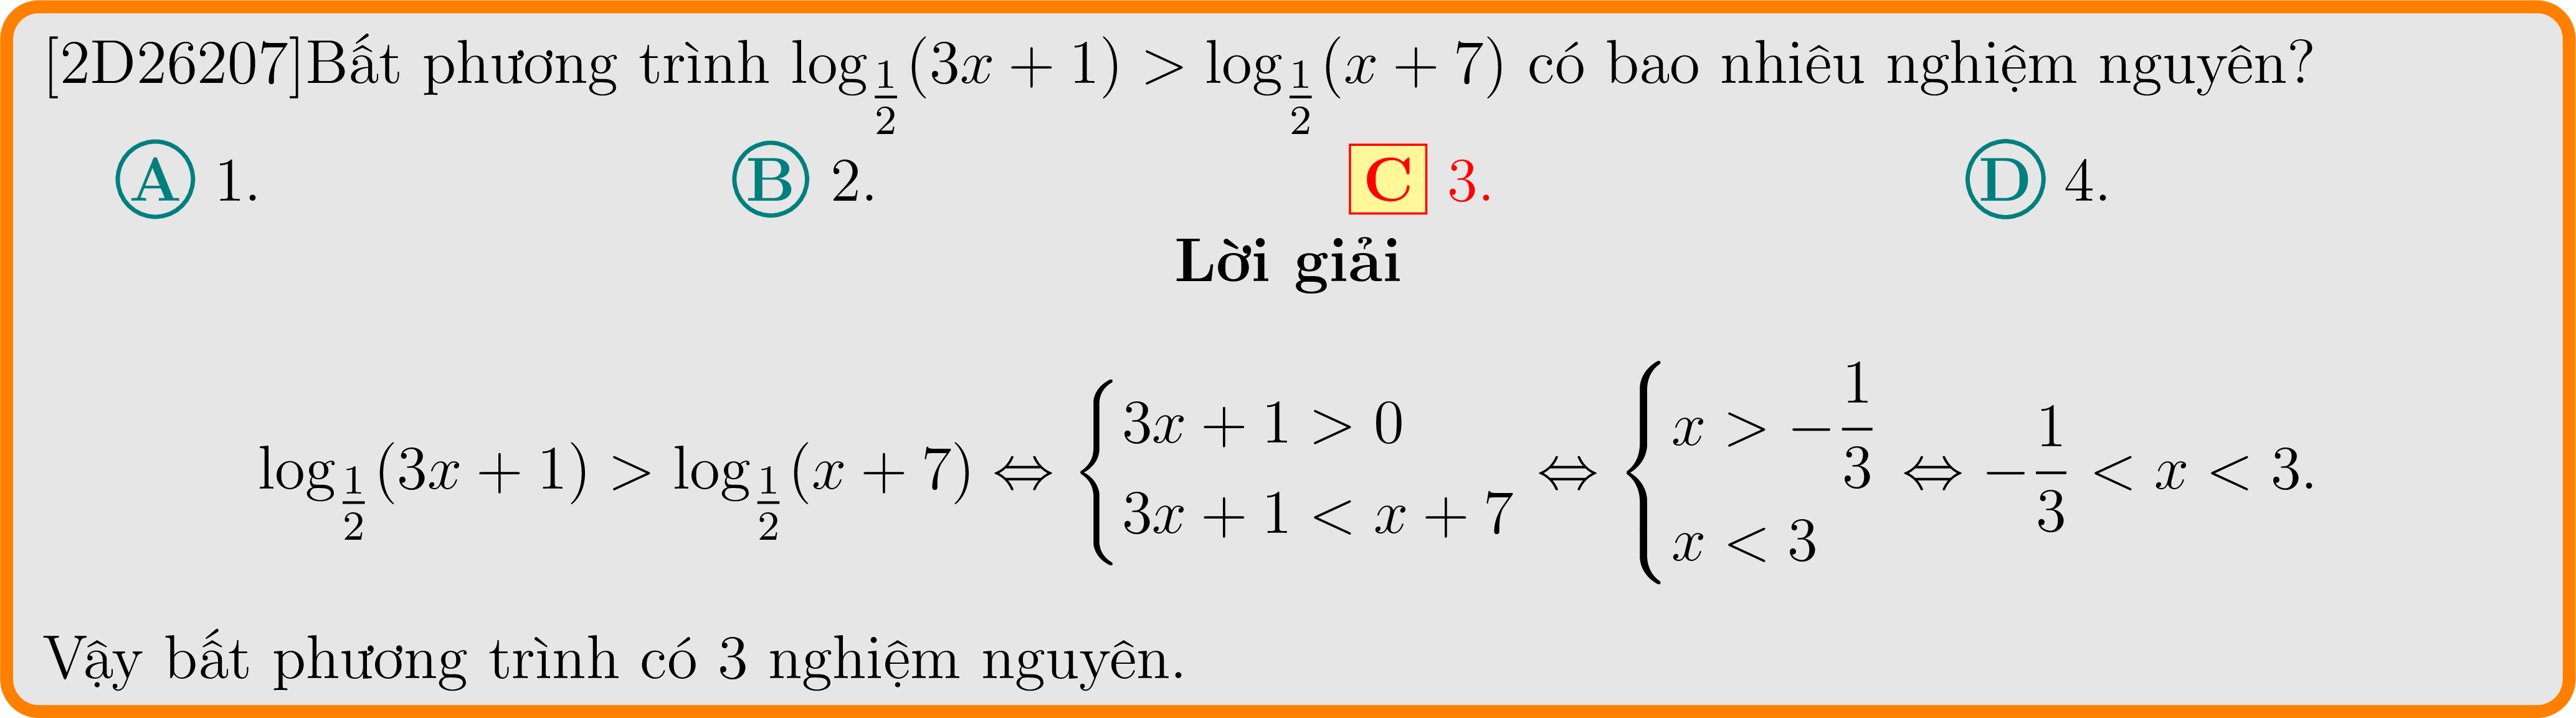 [2D26207]Bất phương trình $\log_{\frac{1}{2}}(3x+1) > \log_{\frac{1}{2}}(x+7)$ có bao nhiêu nghiệm nguyên?
A 1. B 2. C 3. D 4.
Lời giải
$\log_{\frac{1}{2}}(3x+1) > \log_{\frac{1}{2}}(x+7) \Leftrightarrow \begin{cases} 3x+1>0 \\ 3x+1<x+7 \end{cases} \Leftrightarrow \begin{cases} x>-\dfrac{1}{3} \\ x<3 \end{cases} \Leftrightarrow -\dfrac{1}{3}<x<3.$
Vậy bất phương trình có 3 nghiệm nguyên.